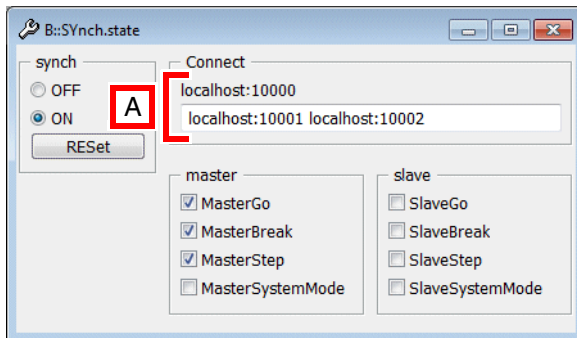 B::SYnch.state
synch
OFF
ON
RESet
A
Connect
localhost:10000
localhost:10001 localhost:10002
master
MasterGo
MasterBreak
MasterStep
MasterSystemMode
slave
SlaveGo
SlaveBreak
SlaveStep
SlaveSystemMode